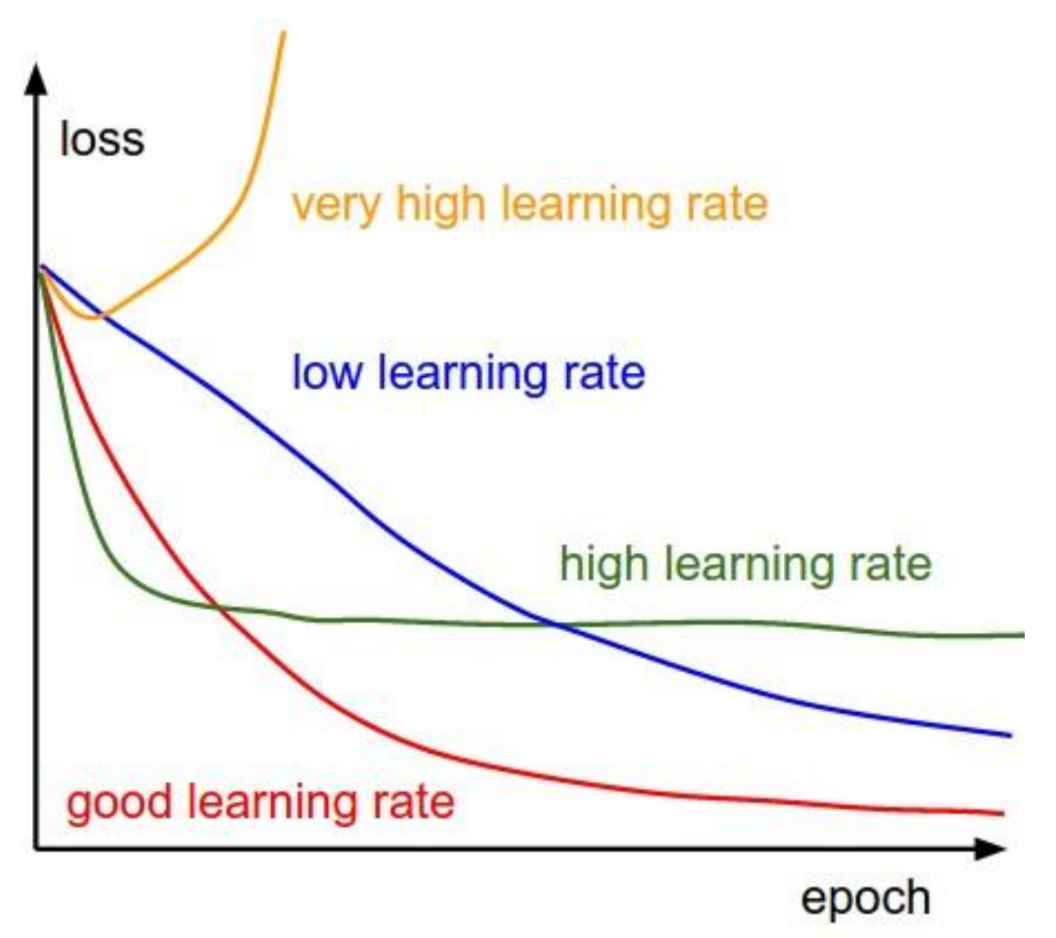 loss
very high learning rate
low learning rate
high learning rate
good learning rate
epoch